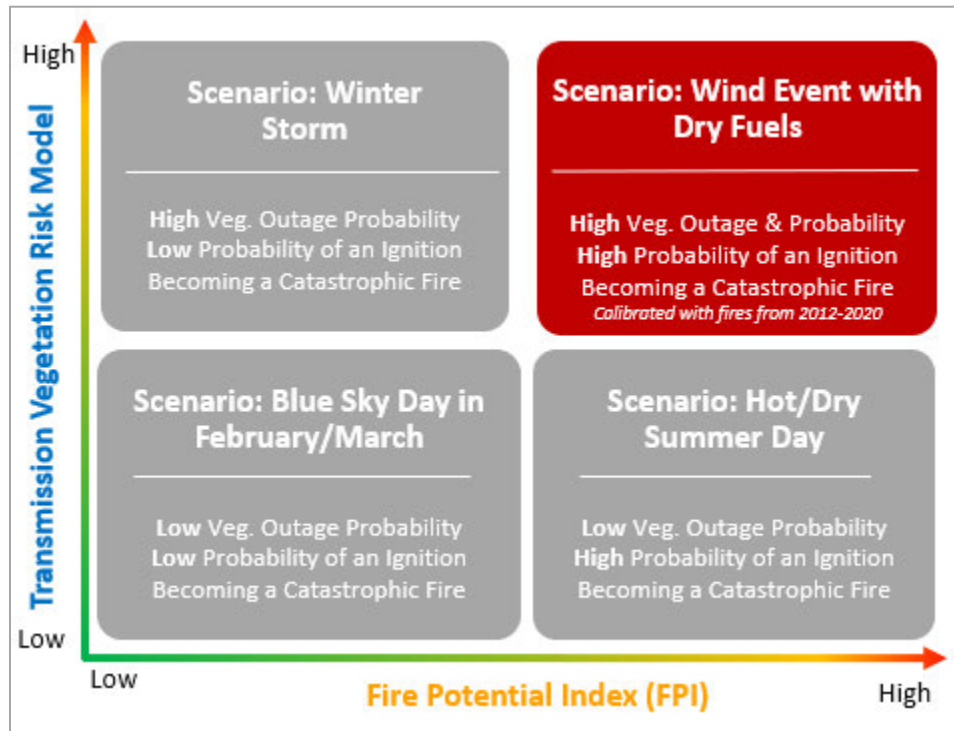 High
Transmission Vegetation Risk Model
Low
Scenario: Winter
Storm
High Veg. Outage Probability
Low Probability of an Ignition
Becoming a Catastrophic Fire
Scenario: Wind Event with
Dry Fuels
High Veg. Outage & Probability
High Probability of an Ignition
Becoming a Catastrophic Fire
Calibrated with fires from 2012-2020
Scenario: Blue Sky Day in
February/March
Low Veg. Outage Probability
Low Probability of an Ignition
Becoming a Catastrophic Fire
Scenario: Hot/Dry
Summer Day
Low Veg. Outage Probability
High Probability of an Ignition
Becoming a Catastrophic Fire
Low
Fire Potential Index (FPI)
High